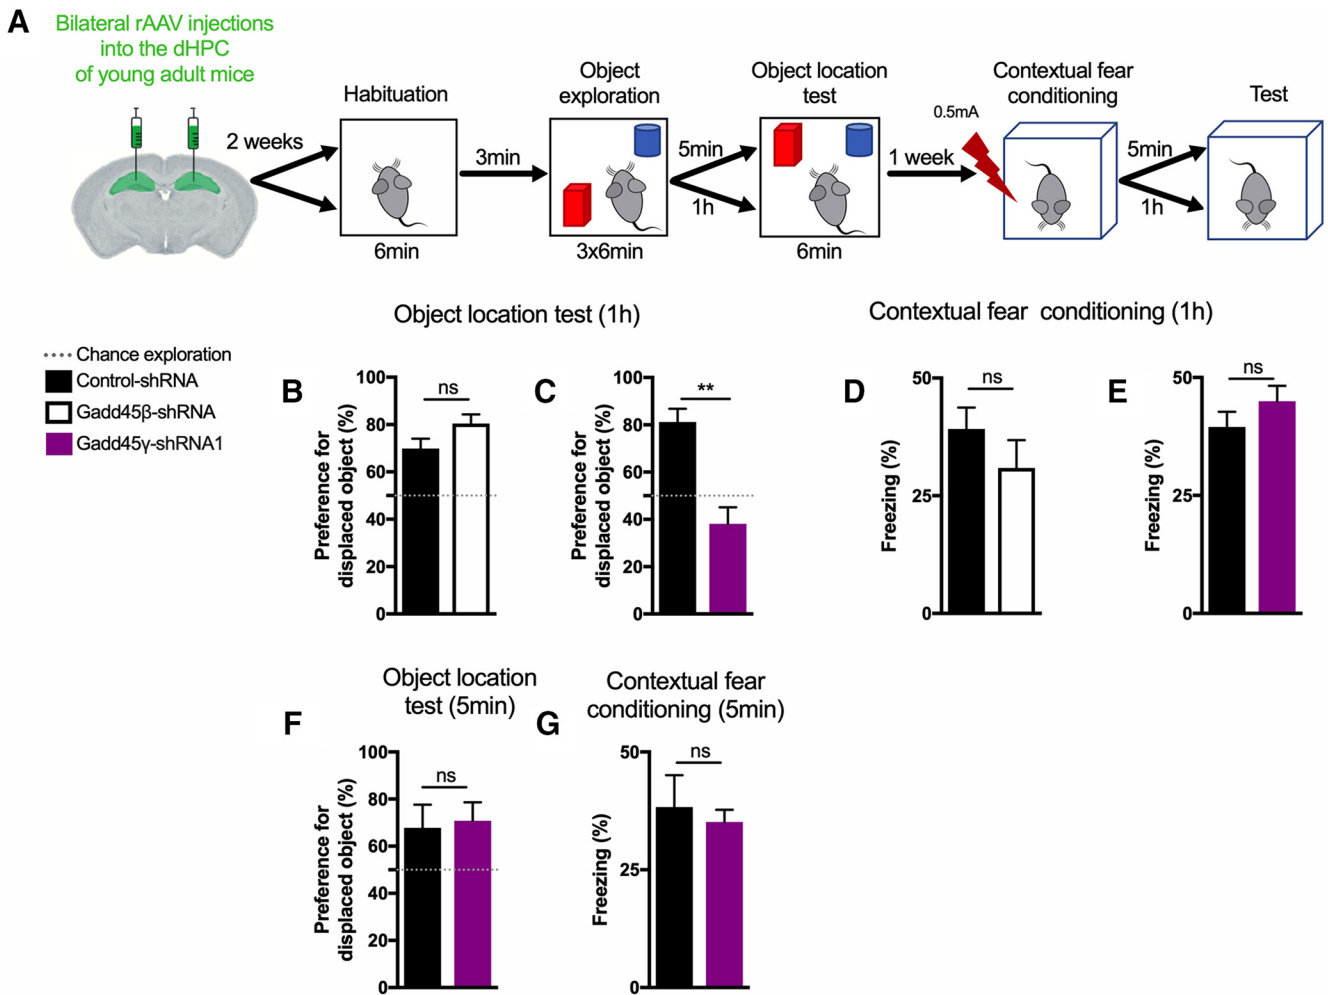 A
Bilateral rAAV injections
into the dHPC
of young adult mice
2 weeks
Habituation
6min
3min
Object
exploration
3x6min
5min
1h
Object location
test
6min
1 week
0.5mA
Contextual fear
conditioning
5min
1h
Test
Object location test (1h)
Contextual fear conditioning (1h)
Chance exploration
Control-shRNA
Gadd45β-shRNA
Gadd45γ-shRNA1
B
Preference for
displaced object (%)
100
80
60
40
20
0
ns
C
Preference for
displaced object (%)
100
80
60
40
20
0
**
D
Freezing (%)
50
25
0
ns
E
Freezing (%)
50
25
0
ns
Object location
test (5min)
Contextual fear
conditioning (5min)
F
Preference for
displaced object (%)
100
80
60
40
20
0
ns
G
Freezing (%)
50
25
0
ns